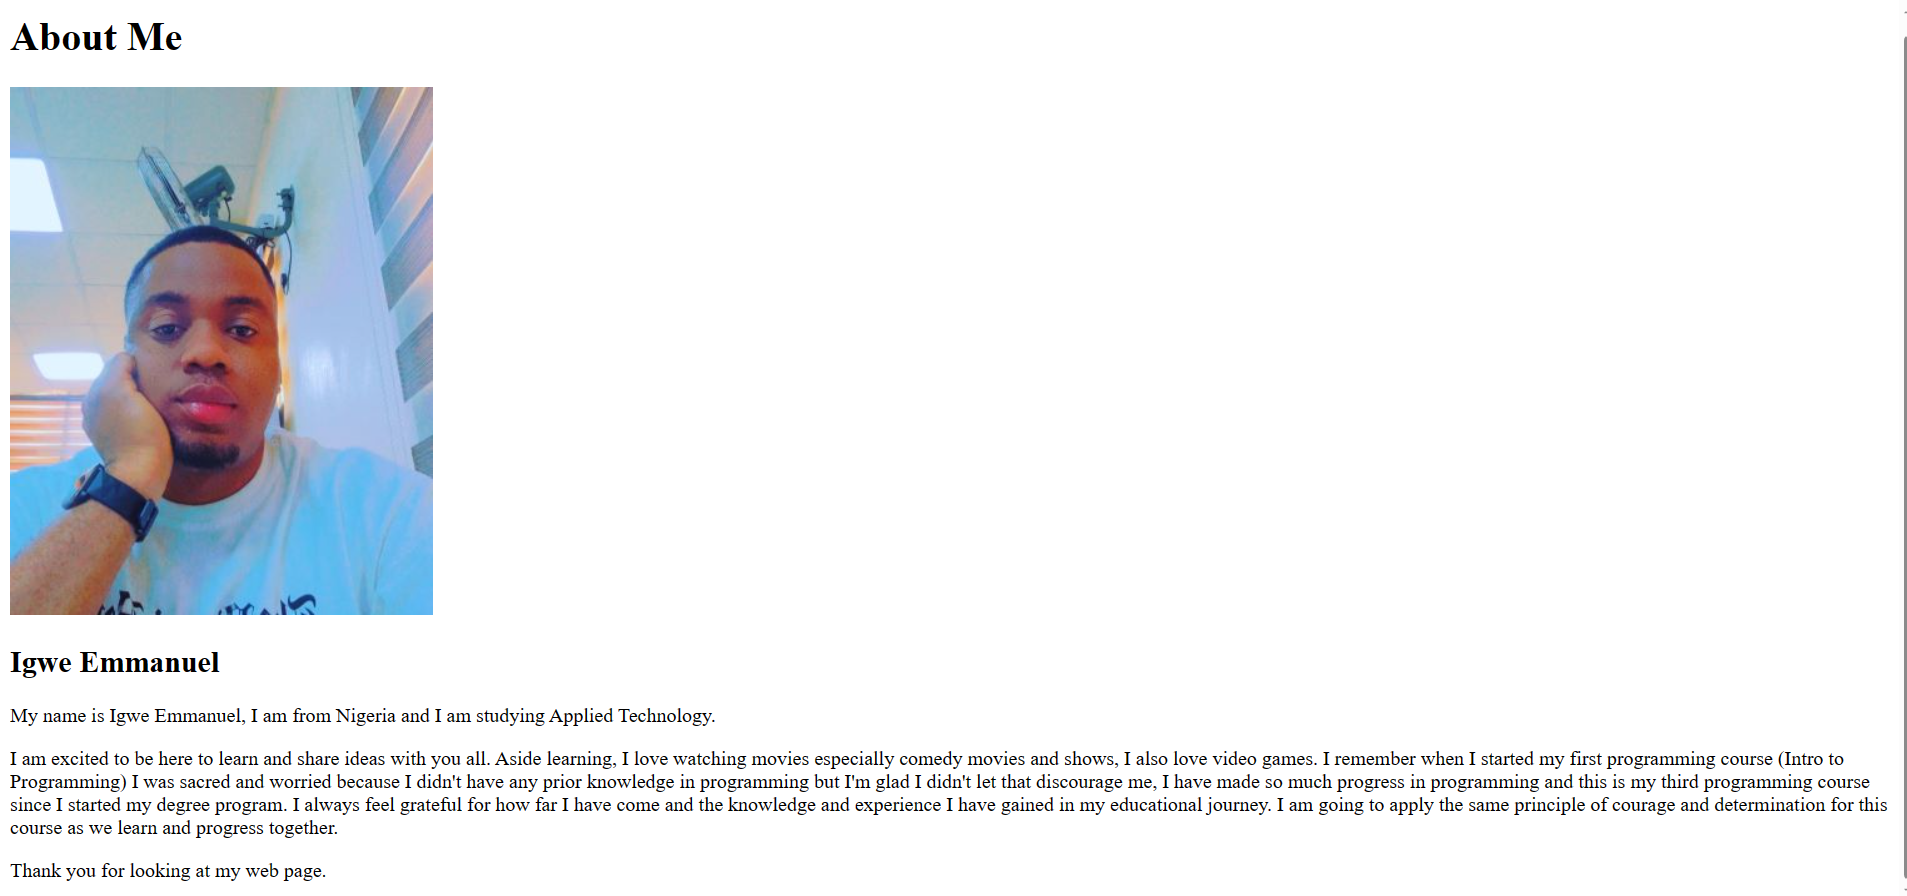 About Me
Igwe Emmanuel
My name is Igwe Emmanuel, I am from Nigeria and I am studying Applied Technology.
I am excited to be here to learn and share ideas with you all. Aside learning, I love watching movies especially comedy movies and shows, I also love video games. I remember when I started my first programming course (Intro to
Programming) I was sacred and worried because I didn't have any prior knowledge in programming but I'm glad I didn't let that discourage me, I have made so much progress in programming and this is my third programming course
since I started my degree program. I always feel grateful for how far I have come and the knowledge and experience I have gained in my educational journey. I am going to apply the same principle of courage and determination for this
course as we learn and progress together.
Thank you for looking at my web page.